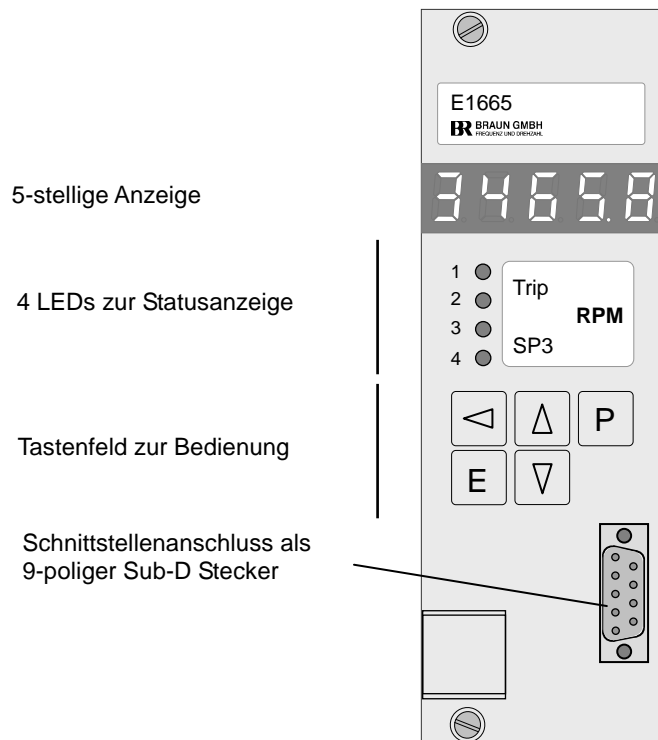 E1665
BR BRAUN GMBH
FREQUENZ UND DREHZAHL
5-stellige Anzeige
3465.8
4 LEDs zur Statusanzeige
1
2
3
4
Trip
RPM
SP3
Tastenfeld zur Bedienung
P
E
Schnittstellenanschluss als
9-poliger Sub-D Stecker